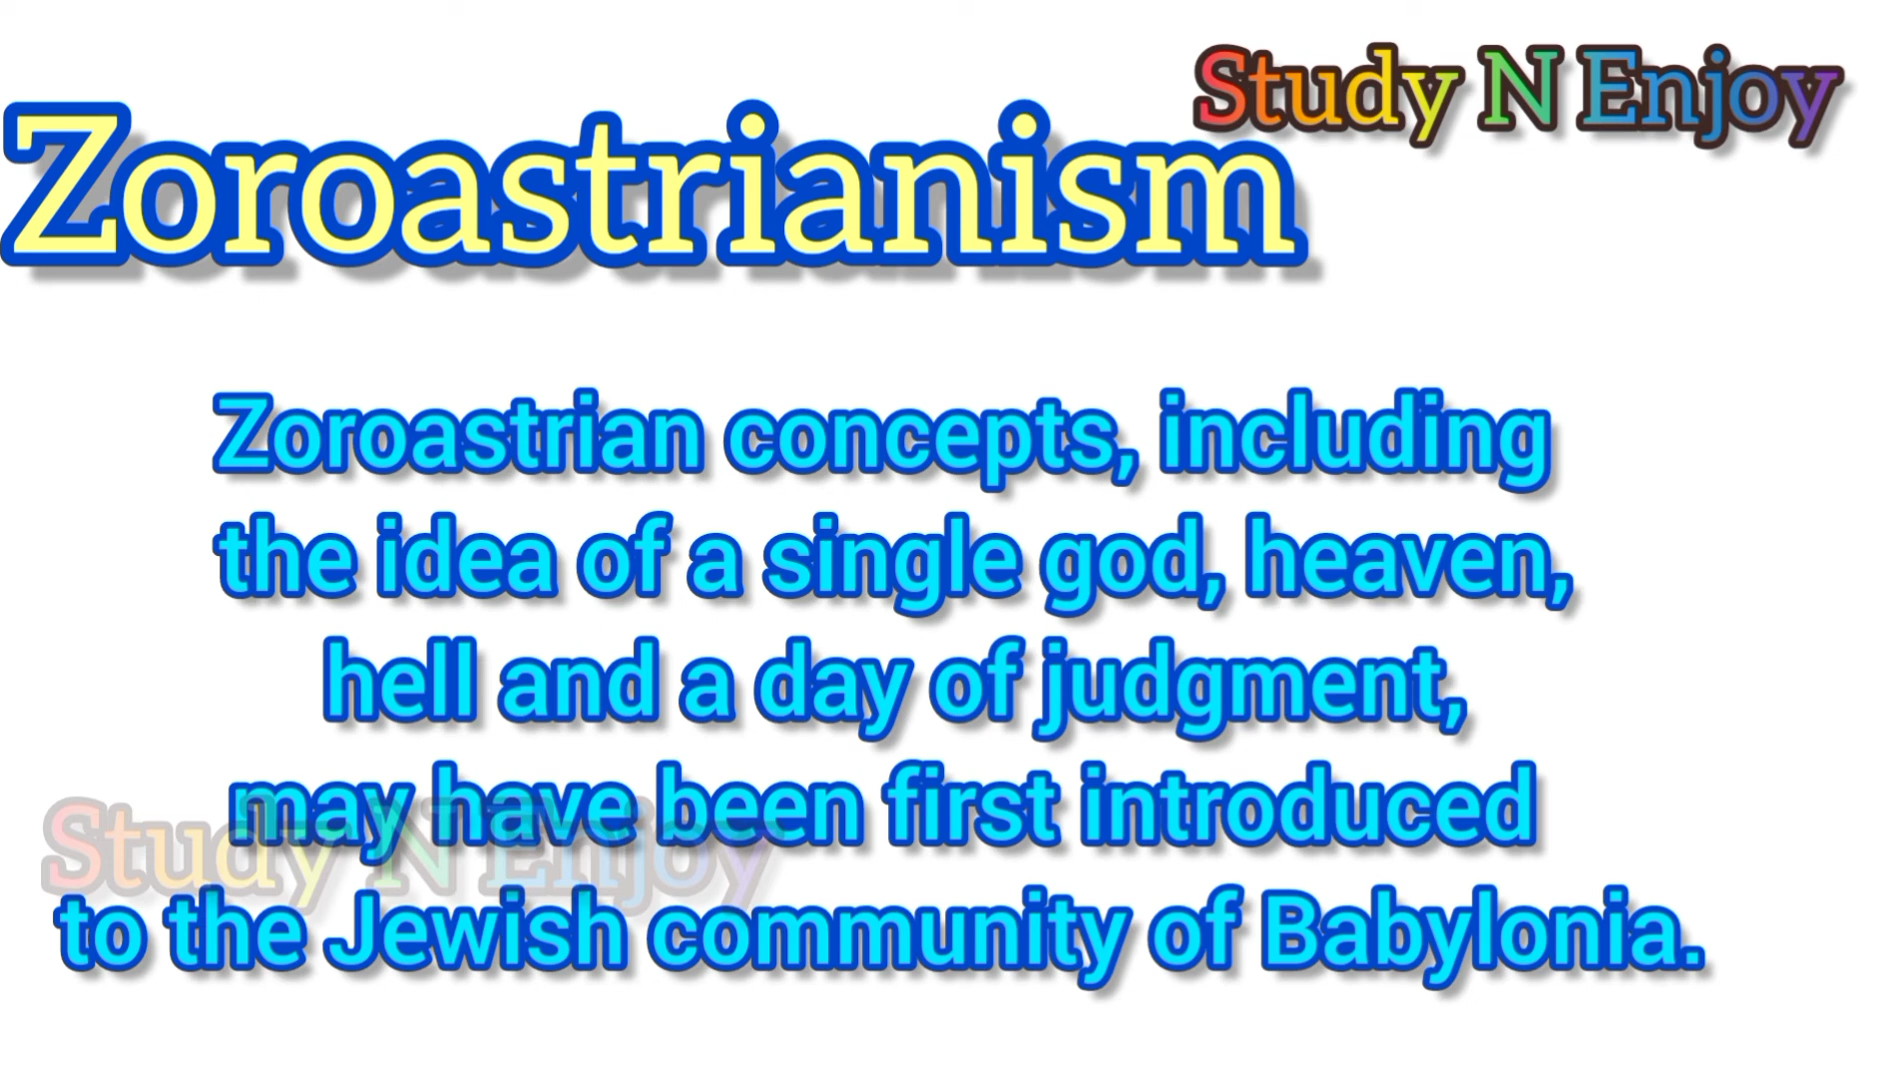 Study N Enjoy
Zoroastrianism
Zoroastrian concepts, including
the idea of a single god, heaven,
hell and a day of judgment,
may have been first introduced
Study N Enjoy
to the Jewish community of Babylonia.